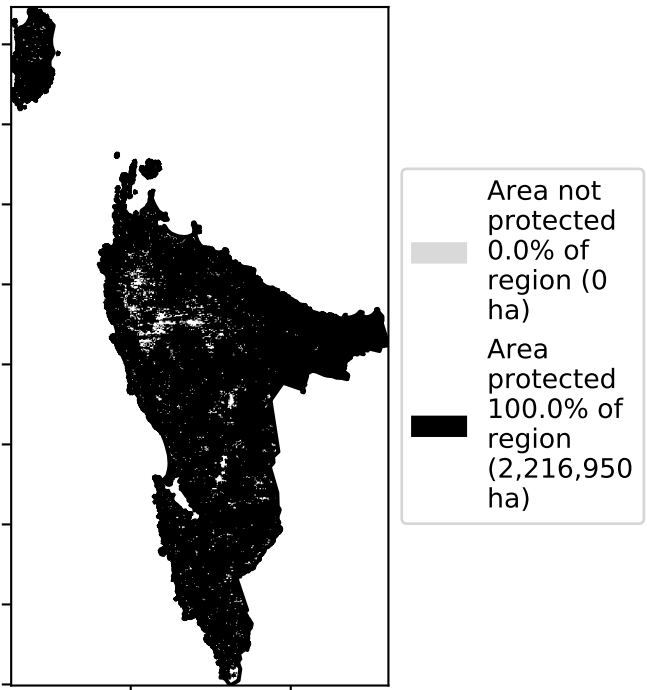 Area not
protected
0.0% of
region (0
ha)
Area
protected
100.0% of
region
(2,216,950
ha)